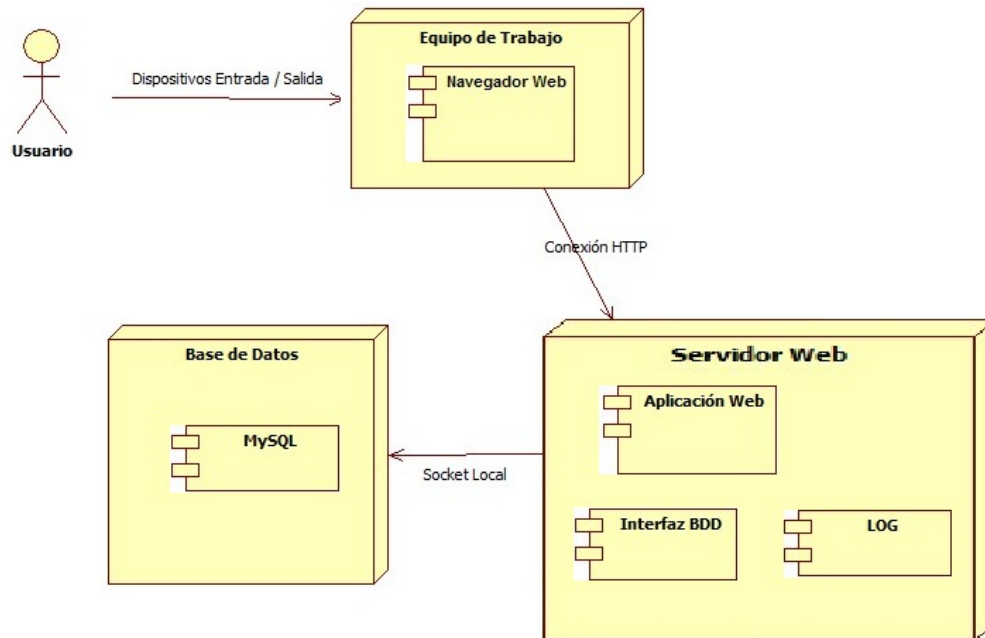 Equipo de Trabajo
Navegador Web
Dispositivos Entrada / Salida
Usuario
Conexión HTTP
Base de Datos
MySQL
Socket Local
Servidor Web
Aplicación Web
Interfaz BDD
LOG